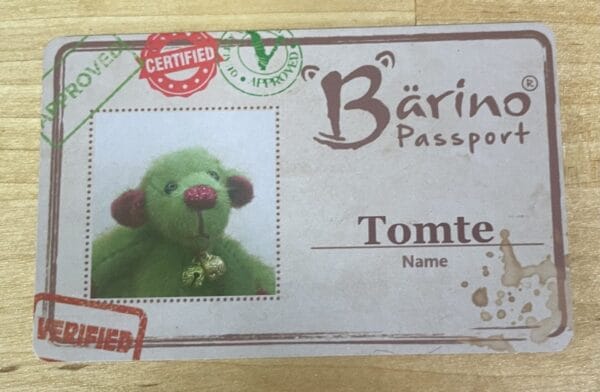 APPROVED
CERTIFIED
APPROVED
Bärino®
Passport
Tomte
Name
VERIFIED